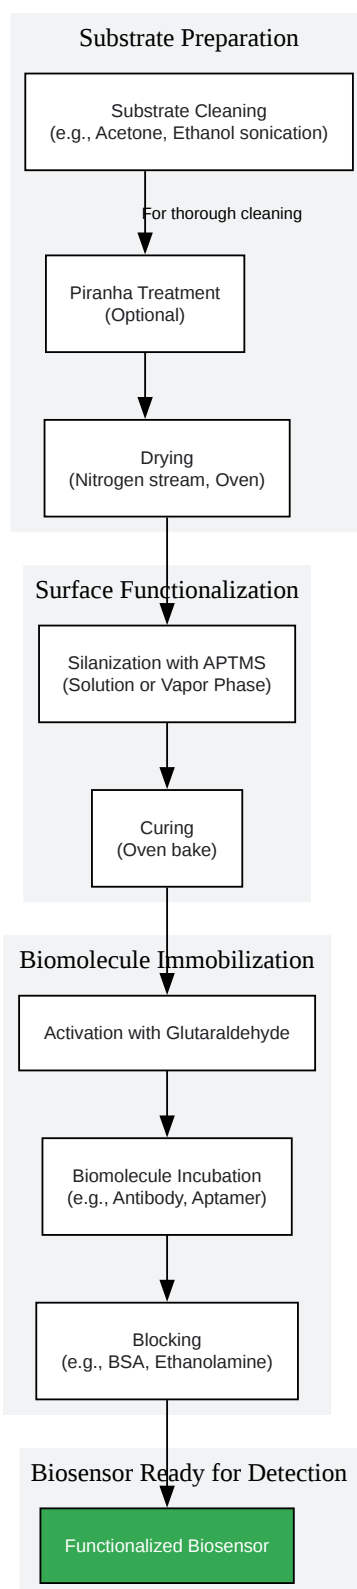 Substrate Preparation
Substrate Cleaning
(e.g., Acetone, Ethanol sonication)
For thorough cleaning
Piranha Treatment
(Optional)
Drying
(Nitrogen stream, Oven)
Surface Functionalization
Silanization with APTMS
(Solution or Vapor Phase)
Curing
(Oven bake)
Biomolecule Immobilization
Activation with Glutaraldehyde
Biomolecule Incubation
(e.g., Antibody, Aptamer)
Blocking
(e.g., BSA, Ethanolamine)
Biosensor Ready for Detection
Functionalized Biosensor